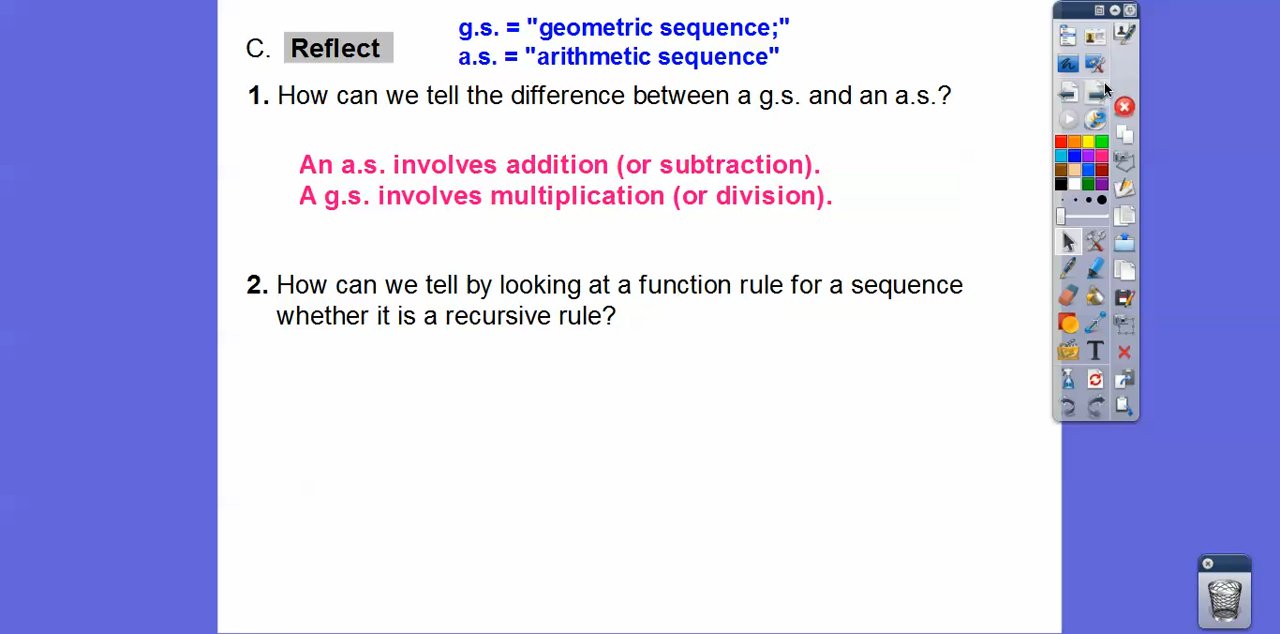 g.s. = "geometric sequence;"
C. Reflect
a.s. = "arithmetic sequence"
1. How can we tell the difference between a g.s. and an a.s.?
An a.s. involves addition (or subtraction).
A g.s. involves multiplication (or division).
2. How can we tell by looking at a function rule for a sequence
whether it is a recursive rule?